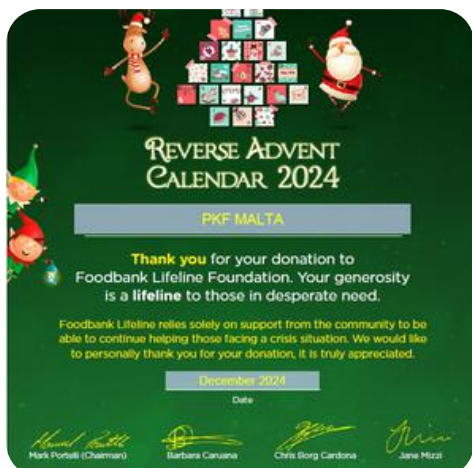 REVERSE ADVENT
CALENDAR 2024
PKF MALTA
Thank you for your donation to
Foodbank Lifeline Foundation. Your generosity
is a lifeline to those in desperate need.
Foodbank Lifeline relies solely on support from the community to be
able to continue helping those facing a crisis situation. We would like
to personally thank you for your donation, it is truly appreciated.
December 2024
Date
Mark Portelli (Chairman)
Barbara Caruana
Chris Borg Cardona
Jane Mizzi